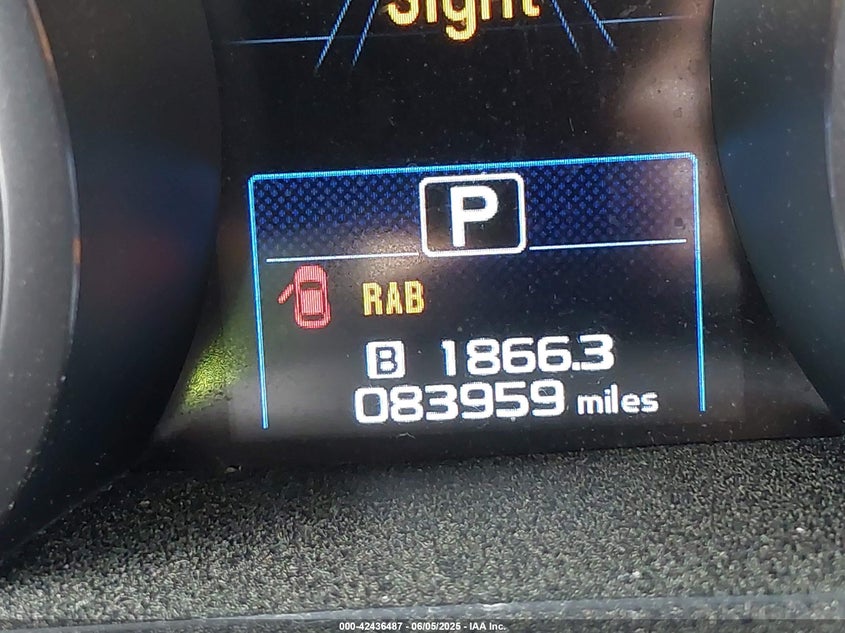 Sight
P
RAB
B 1866.3
083959 miles
000-42436487 - 06/05/2025 - IAA Inc.